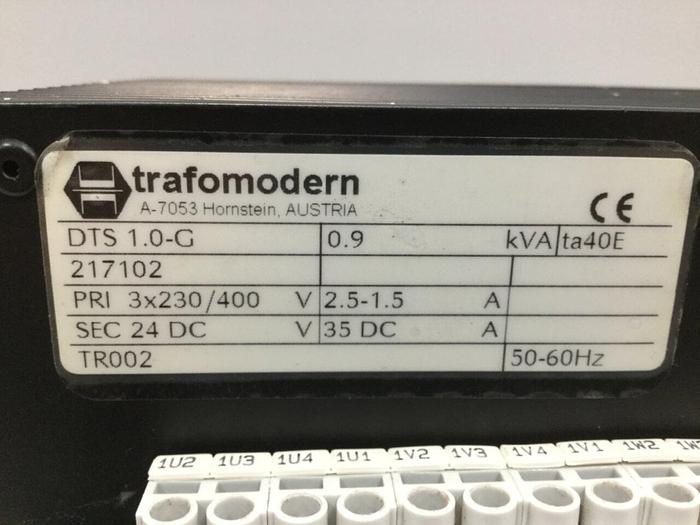 trafomodern
A-7053 Hornstein, AUSTRIA
CE
DTS 1.0-G 0.9 kVA ta40E
217102
PRI 3x230/400 V 2.5-1.5 A
SEC 24 DC V 35 DC A
TR002 50-60Hz
1U2 1U3 1U4 1U1 1V2 1V3 1V4 1V1 1W2